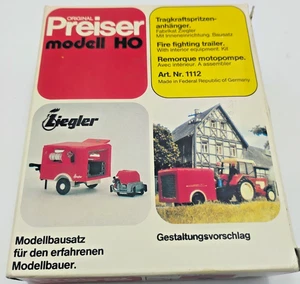 ORIGINAL
Preiser
modell HO
Tragkraftspritzen-
anhänger.
Fabrikat Ziegler
Mit Inneneinrichtung. Bausatz
Fire fighting trailer.
With interior equipment. Kit
Remorque motopompe.
Avec intérieur. A assembler
Art. Nr. 1112
Made in Federal Republic of Germany
Ziegler
Modellbausatz
für den erfahrenen
Modellbauer.
Gestaltungsvorschlag